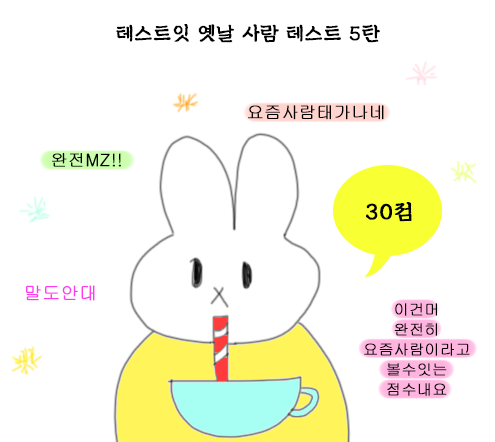 테스트잇 옛날 사람 테스트 5탄
요즘사람태가나네
완전MZ!!
30점
말도안대
이건머
완전히
요즘사람이라고
볼수잇는
점수내요